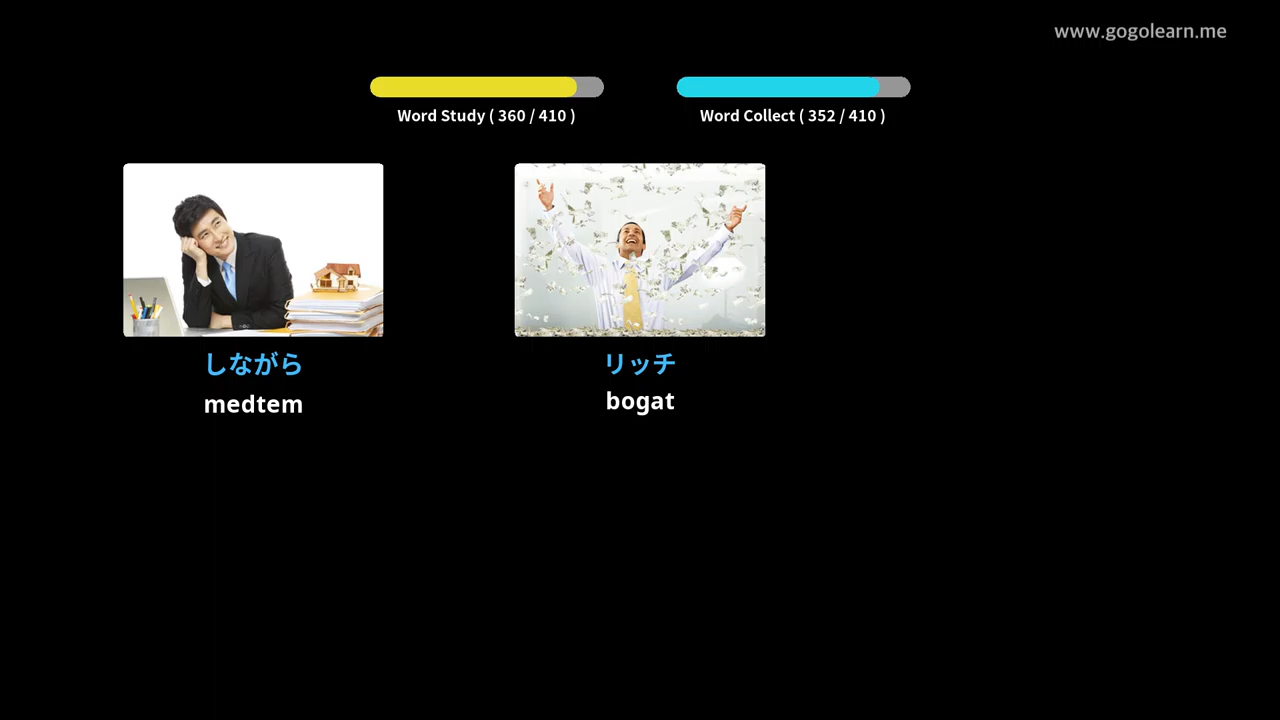 www.gogolearn.me
Word Study ( 360 / 410 )
Word Collect ( 352 / 410 )
しながら
medtem
リッチ
bogat